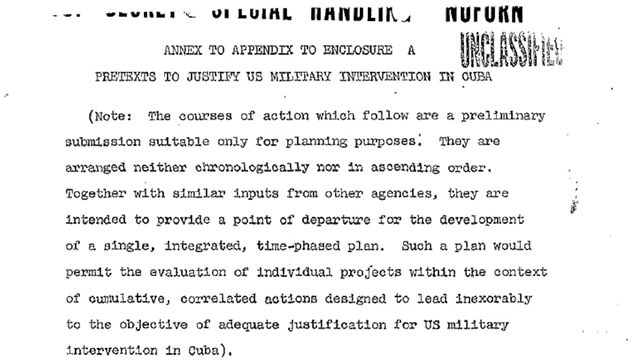 SECRET SPECIAL HANDLING NOFORN
UNCLASSIFIED
ANNEX TO APPENDIX TO ENCLOSURE A
PRETEXTS TO JUSTIFY US MILITARY INTERVENTION IN CUBA
(Note: The courses of action which follow are a preliminary
submission suitable only for planning purposes. They are
arranged neither chronologically nor in ascending order.
Together with similar inputs from other agencies, they are
intended to provide a point of departure for the development
of a single, integrated, time-phased plan. Such a plan would
permit the evaluation of individual projects within the context
of cumulative, correlated actions designed to lead inexorably
to the objective of adequate justification for US military
intervention in Cuba).